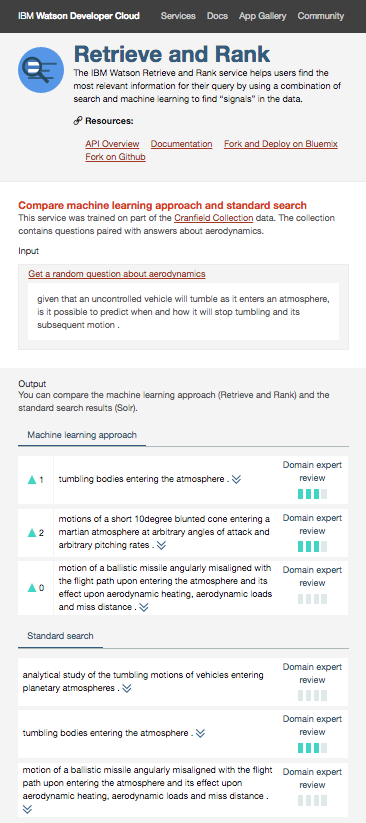 IBM Watson Developer Cloud Services Docs App Gallery Community
Retrieve and Rank
The IBM Watson Retrieve and Rank service helps users find the
most relevant information for their query by using a combination of
search and machine learning to find “signals” in the data.
Resources:
API Overview Documentation Fork and Deploy on Bluemix
Fork on Github
Compare machine learning approach and standard search
This service was trained on part of the Cranfield Collection data. The collection
contains questions paired with answers about aerodynamics.
Input
Get a random question about aerodynamics
given that an uncontrolled vehicle will tumble as it enters an atmosphere,
is it possible to predict when and how it will stop tumbling and its
subsequent motion .
Output
You can compare the machine learning approach (Retrieve and Rank) and the
standard search results (Solr).
Machine learning approach
1
tumbling bodies entering the atmosphere .
Domain expert
review
2
motions of a short 10degree blunted cone entering a
martian atmosphere at arbitrary angles of attack and
arbitrary pitching rates .
Domain expert
review
0
motion of a ballistic missile angularly misaligned with
the flight path upon entering the atmosphere and its
effect upon aerodynamic heating, aerodynamic loads
and miss distance .
Domain expert
review
Standard search
analytical study of the tumbling motions of vehicles entering
planetary atmospheres .
Domain expert
review
tumbling bodies entering the atmosphere .
Domain expert
review
motion of a ballistic missile angularly misaligned with the flight
path upon entering the atmosphere and its effect upon
aerodynamic heating, aerodynamic loads and miss distance .
Domain expert
review